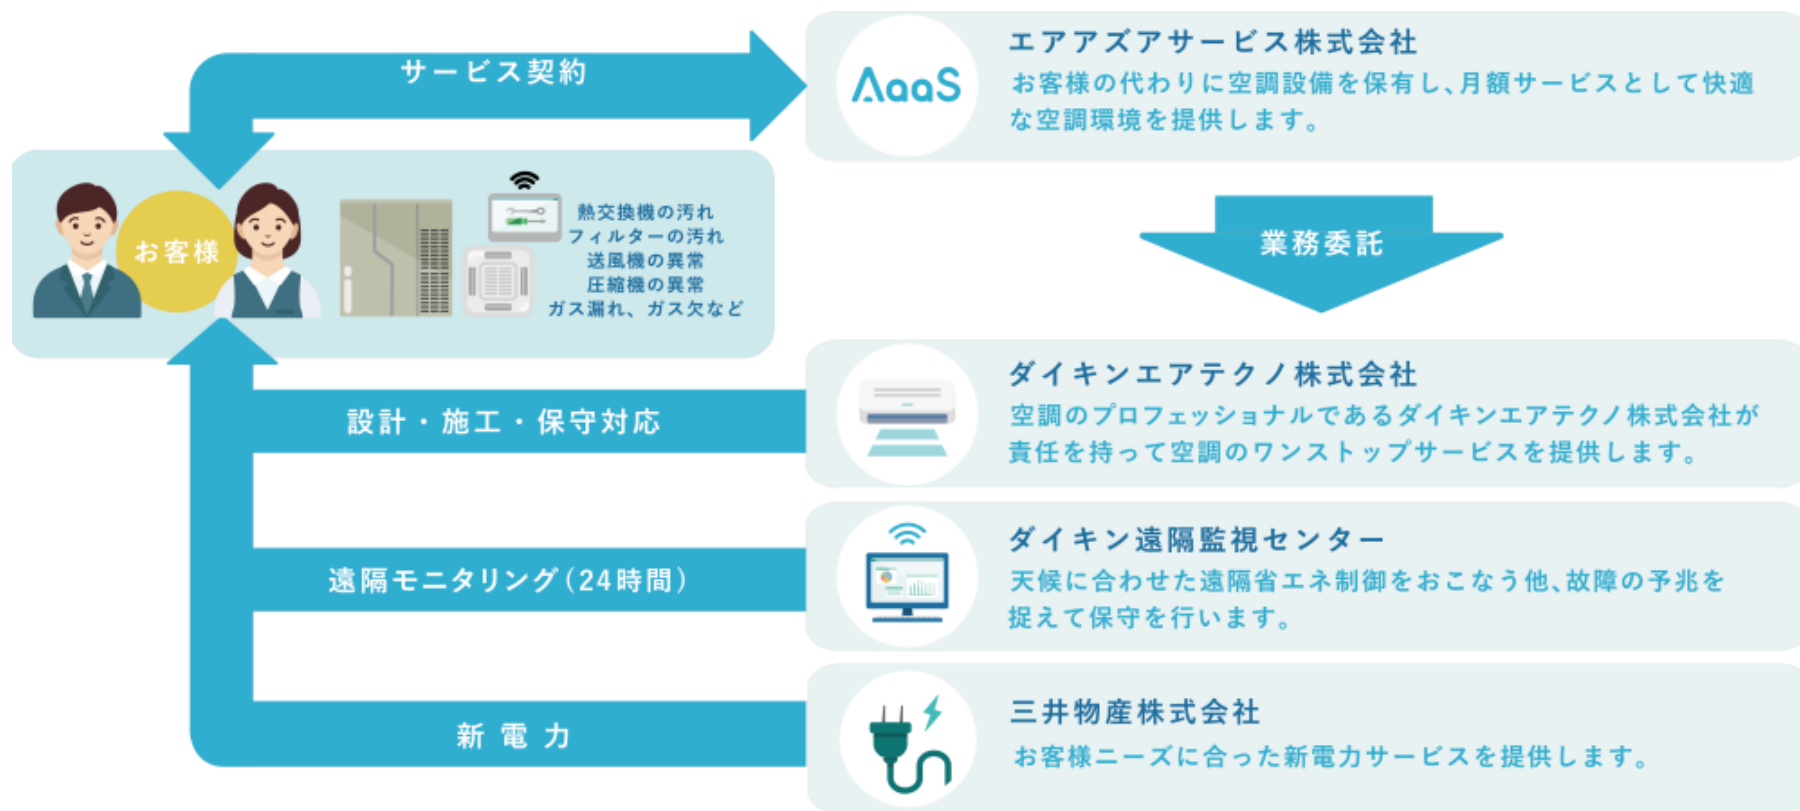 サービス契約
AaaS
エアアズアサービス株式会社
お客様の代わりに空調設備を保有し、月額サービスとして快適
な空調環境を提供します。
お客様
熱交換機の汚れ
フィルターの汚れ
送風機の異常
圧縮機の異常
ガス漏れ、ガス欠など
業務委託
設計・施工・保守対応
ダイキンエアテクノ株式会社
空調のプロフェッショナルであるダイキンエアテクノ株式会社が
責任を持って空調のワンストップサービスを提供します。
遠隔モニタリング(24時間)
ダイキン遠隔監視センター
天候に合わせた遠隔省エネ制御をおこなう他、故障の予兆を
捉えて保守を行います。
新電力
三井物産株式会社
お客様ニーズに合った新電力サービスを提供します。